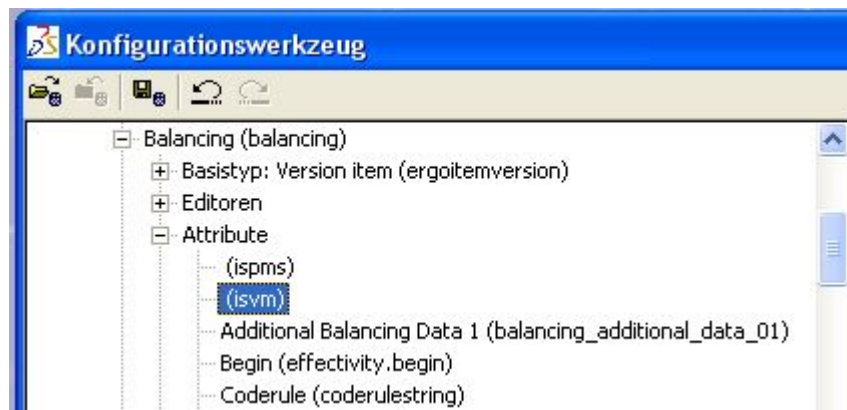 Konfigurationswerkzeug
Balancing (balancing)
Basistyp: Version item (ergoitemversion)
Editoren
Attribute
(ispms)
(isvm)
Additional Balancing Data 1 (balancing_additional_data_01)
Begin (effectivity.begin)
Coderule (coderulestring)